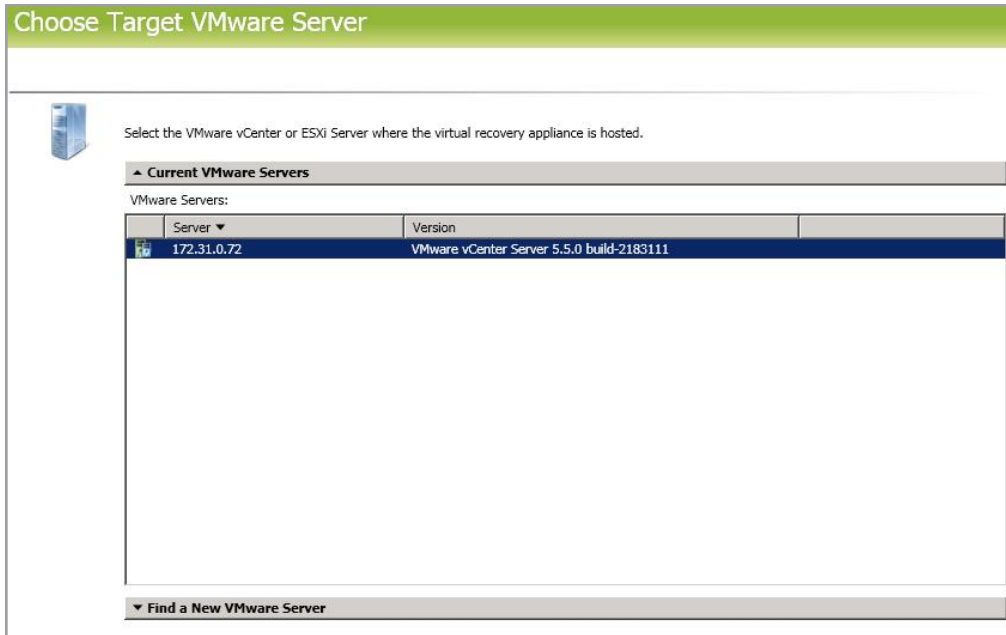 Choose Target VMware Server
Select the VMware vCenter or ESXi Server where the virtual recovery appliance is hosted.
▲ Current VMware Servers
VMware Servers:
Server ▼ Version
172.31.0.72 VMware vCenter Server 5.5.0 build-2183111
▼ Find a New VMware Server